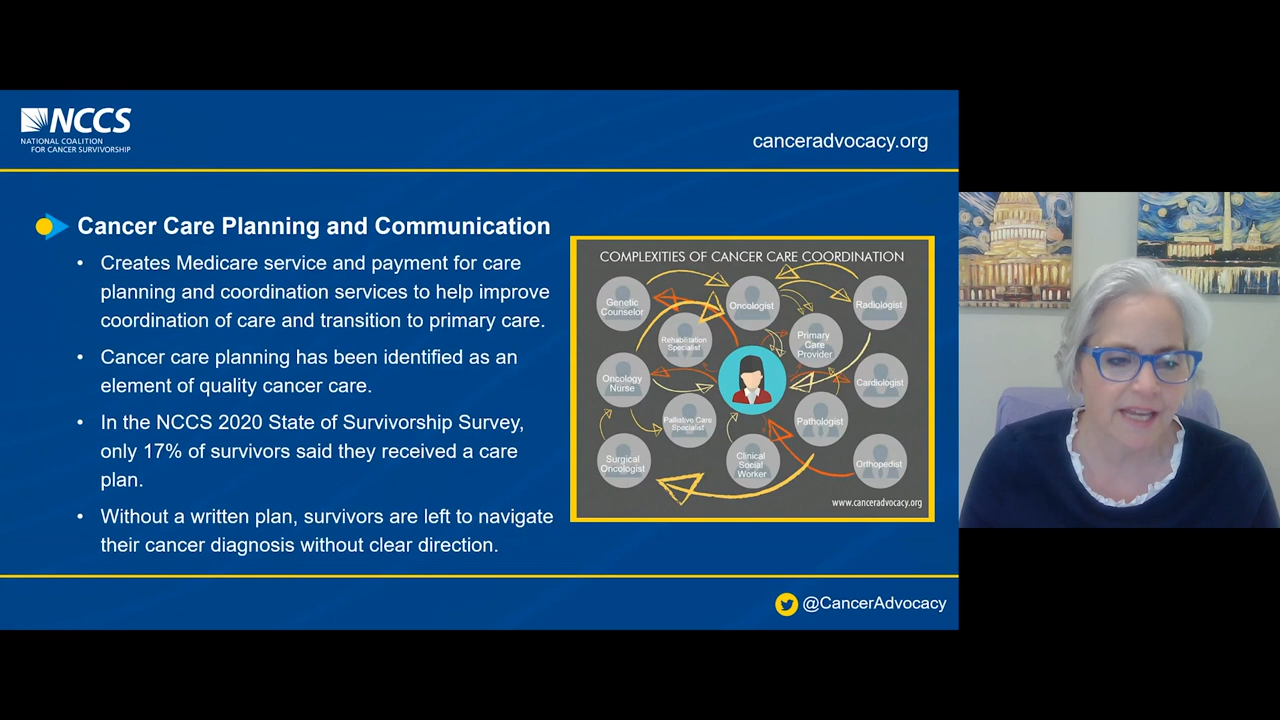 NCCS
NATIONAL COALITION
FOR CANCER SURVIVORSHIP
canceradvocacy.org
Cancer Care Planning and Communication
• Creates Medicare service and payment for care
planning and coordination services to help improve
coordination of care and transition to primary care.
• Cancer care planning has been identified as an
element of quality cancer care.
• In the NCCS 2020 State of Survivorship Survey,
only 17% of survivors said they received a care
plan.
• Without a written plan, survivors are left to navigate
their cancer diagnosis without clear direction.
COMPLEXITIES OF CANCER CARE COORDINATION
Genetic
Counselor
Oncologist
Radiologist
Rehabilitation
Specialist
Primary
Care
Provider
Oncology
Nurse
Cardiologist
Palliative Care
Specialist
Pathologist
Surgical
Oncologist
Clinical
Social
Worker
Orthopedist
www.canceradvocacy.org
@CancerAdvocacy